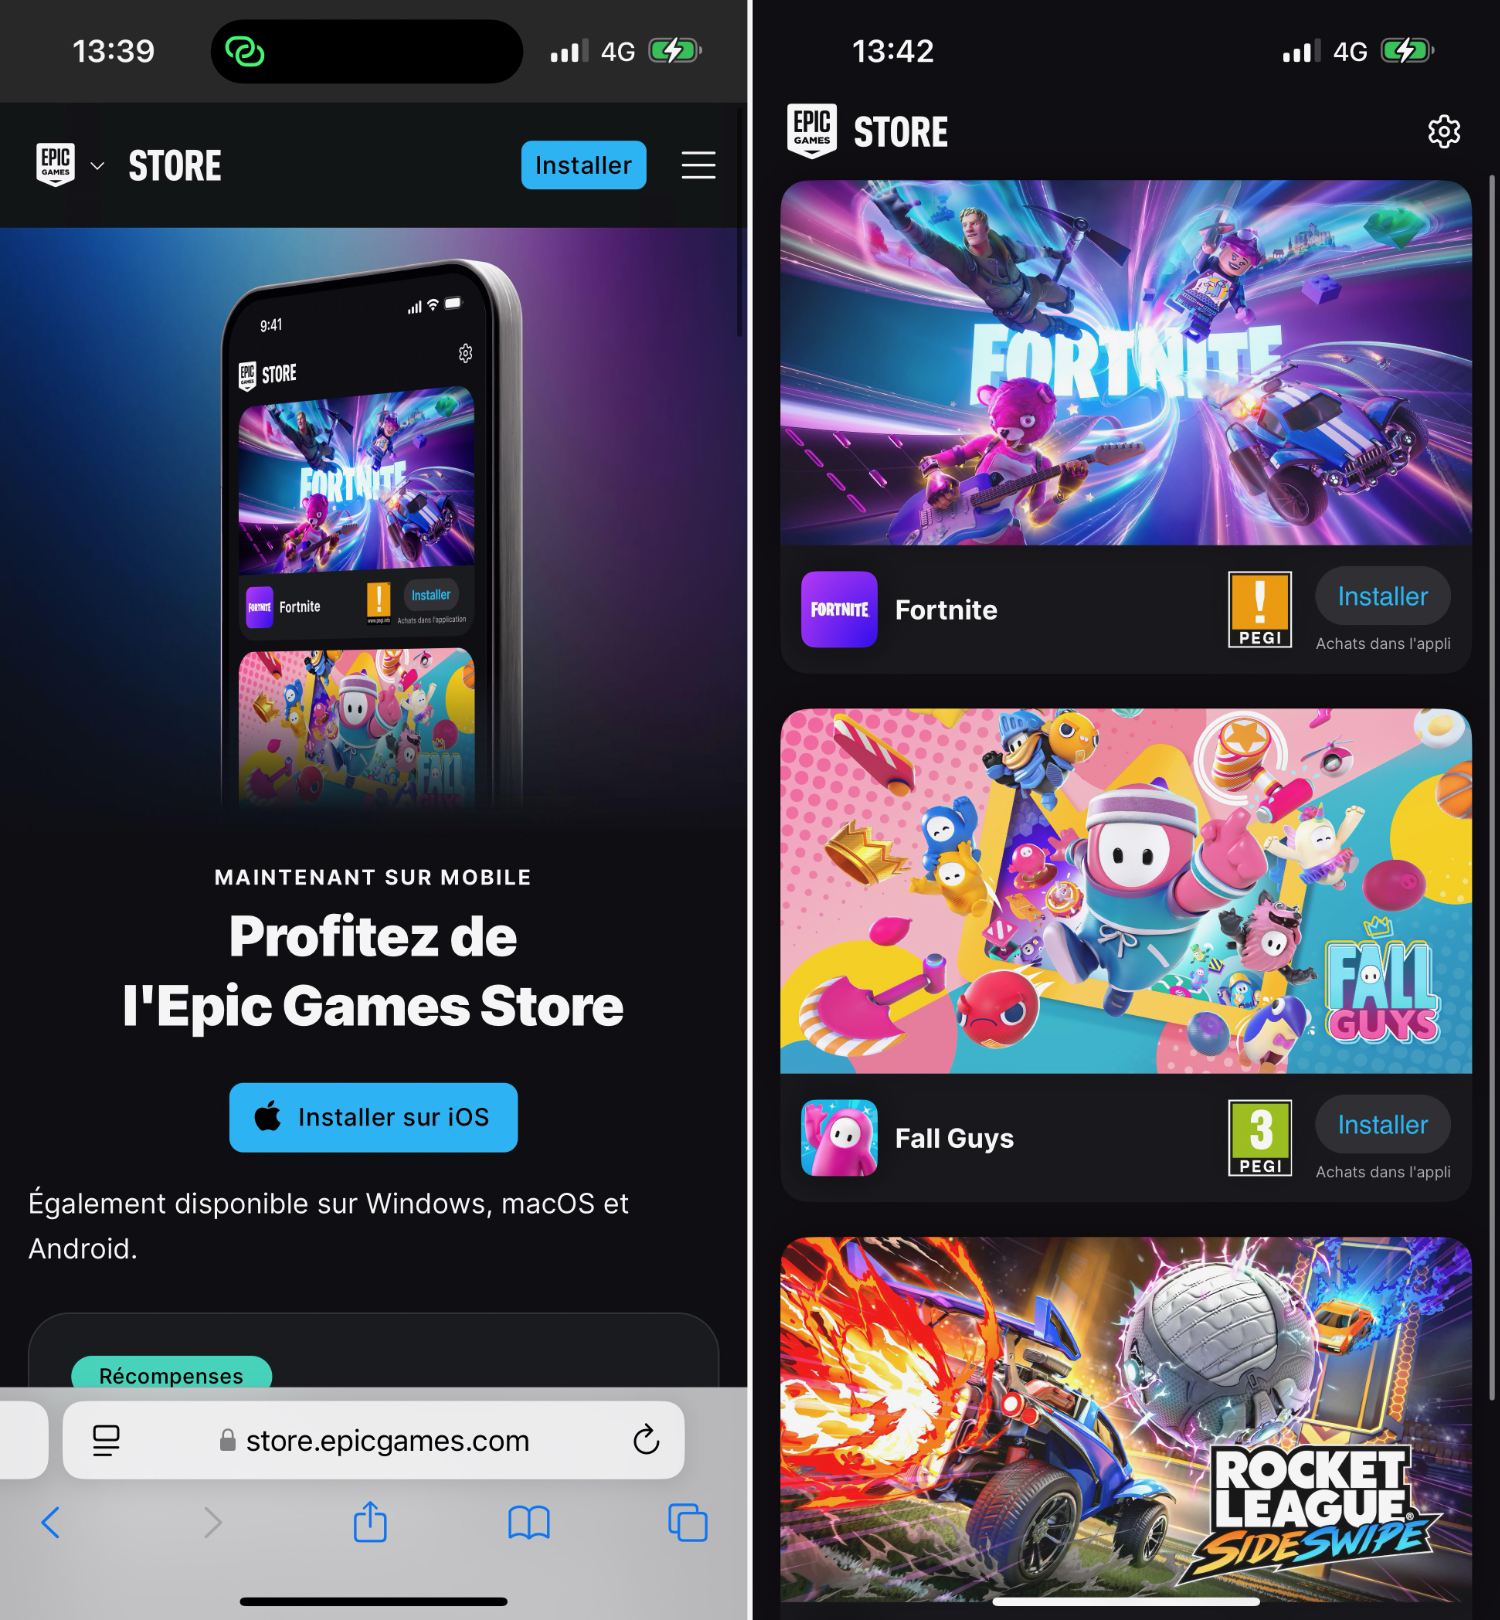 13:39
4G
EPIC
GAMES
STORE
Installer
9:41
EPIC
GAMES
STORE
FORTNITE
FORTNITE
Fortnite
!
www.pegi.info
Installer
Achats dans l'application
FALL
GUYS
MAINTENANT SUR MOBILE
Profitez de
l'Epic Games Store
Installer sur iOS
Également disponible sur Windows, macOS et
Android.
Récompenses
store.epicgames.com
13:42
4G
EPIC
GAMES
STORE
FORTNITE
FORTNITE
Fortnite
!
PEGI
Installer
Achats dans l'appli
FALL
GUYS
Fall Guys
3
PEGI
Installer
Achats dans l'appli
ROCKET
LEAGUE®
SIDESWIPE